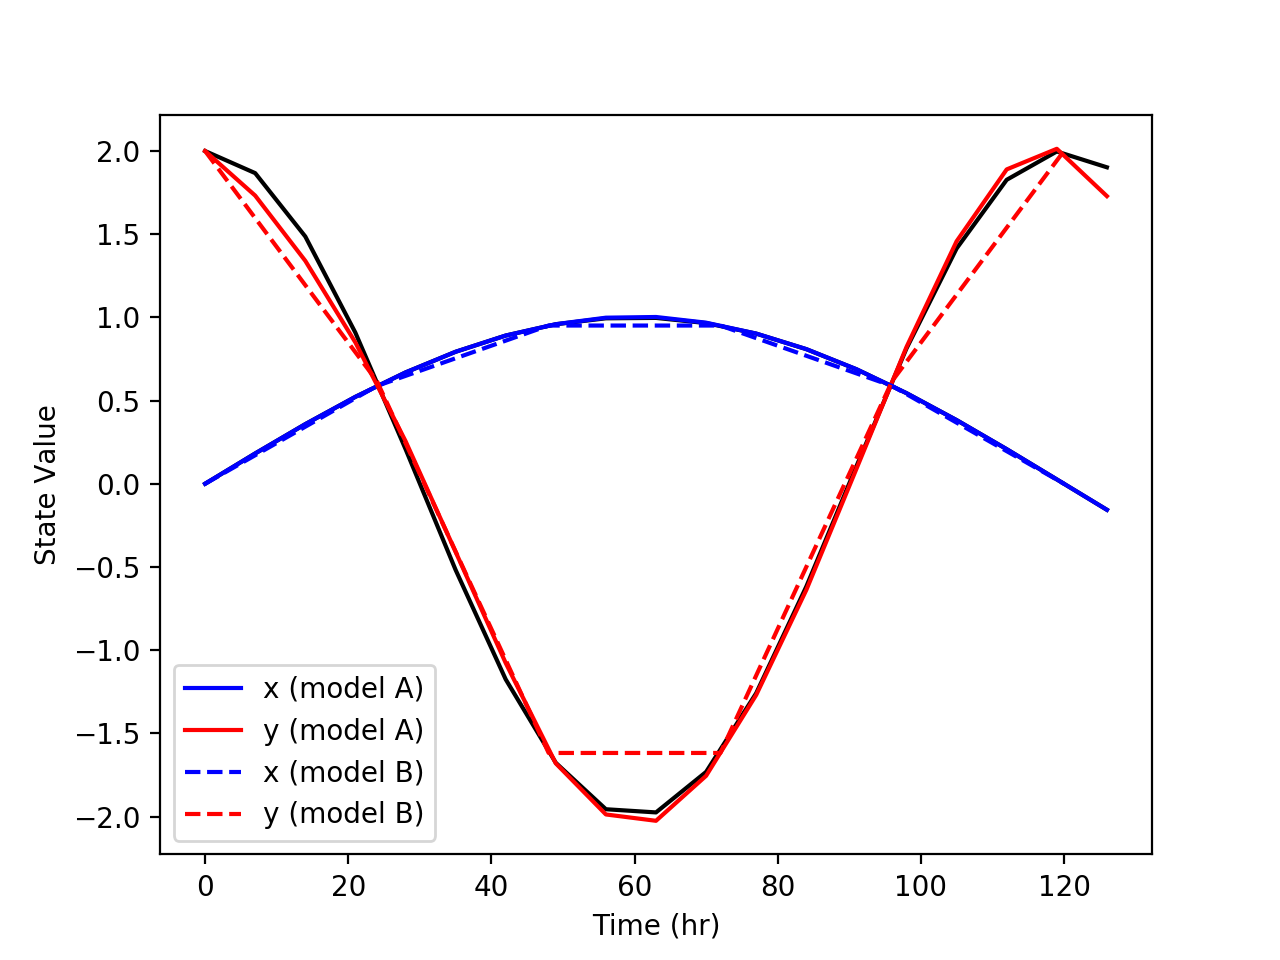 2.0
1.5
1.0
0.5
0.0
−0.5
−1.0
−1.5
−2.0
State Value
x (model A)
y (model A)
x (model B)
y (model B)
0 20 40 60 80 100 120
Time (hr)